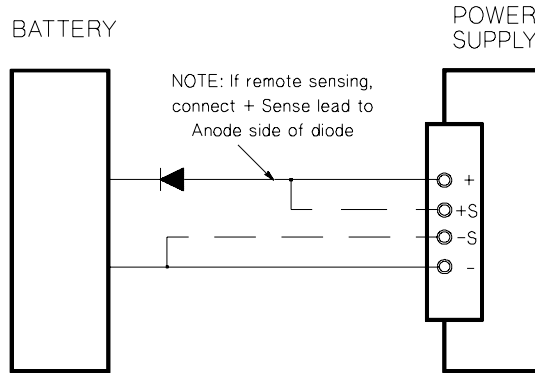 BATTERY
POWER
SUPPLY
NOTE: If remote sensing,
connect + Sense lead to
Anode side of diode
+
+S
-S
-